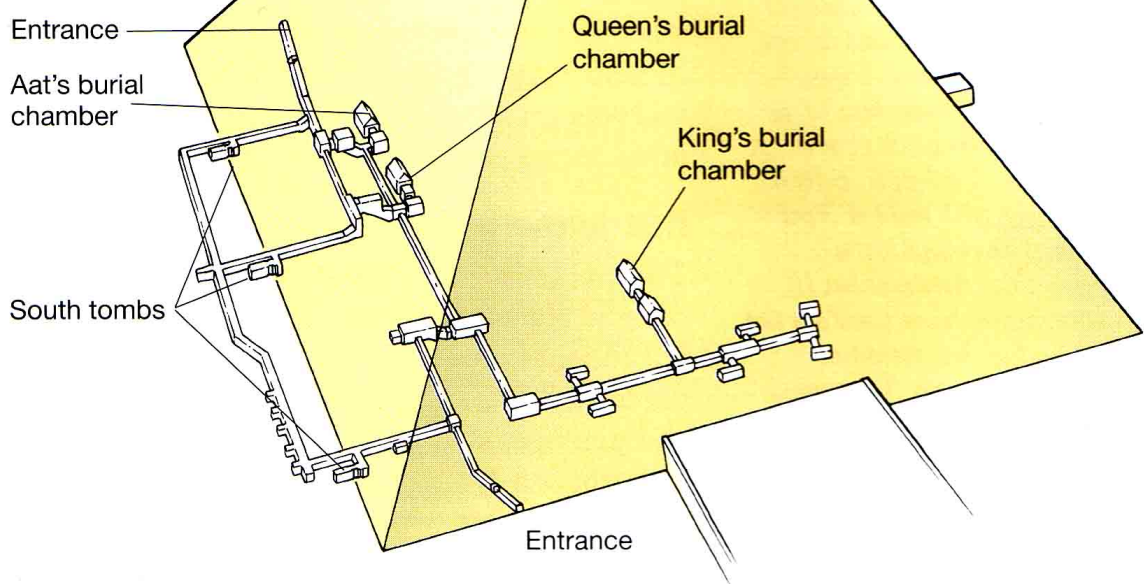 Entrance
Queen's burial
chamber
Aat's burial
chamber
King's burial
chamber
South tombs
Entrance